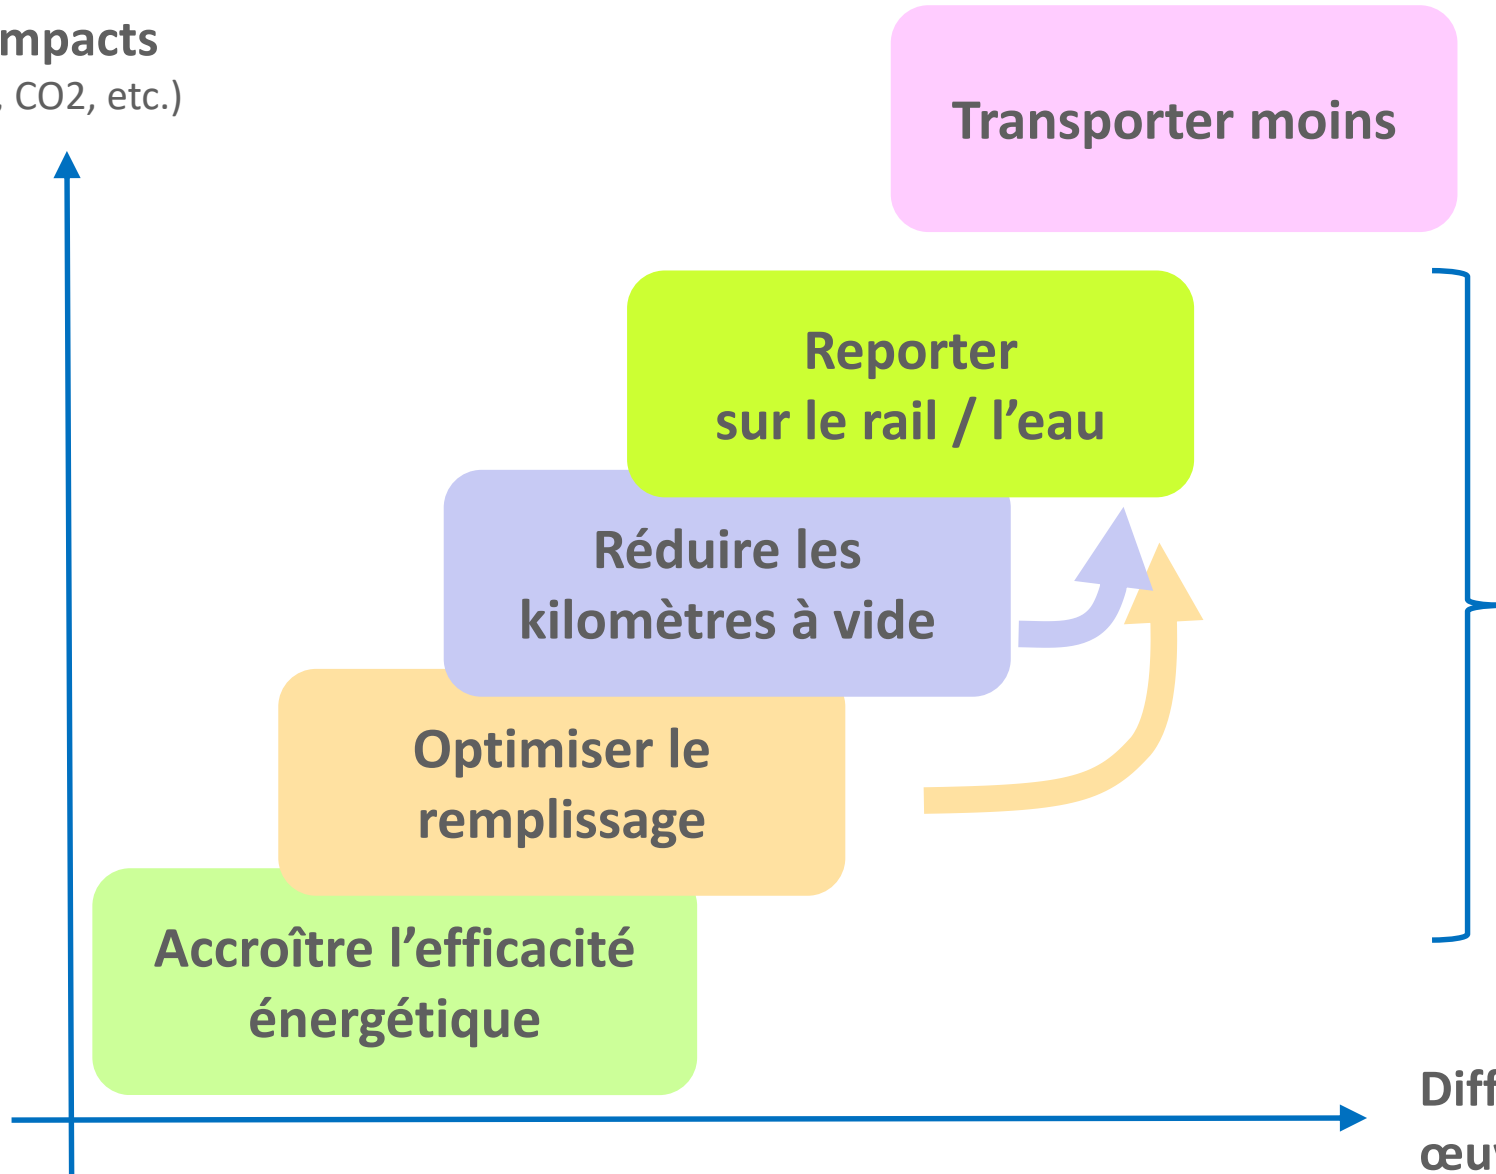 mpacts
, CO2, etc.)
Transporter moins
Reporter
sur le rail / l’eau
Réduire les
kilomètres à vide
Optimiser le
remplissage
Accroître l’efficacité
énergétique
Diff
œuv